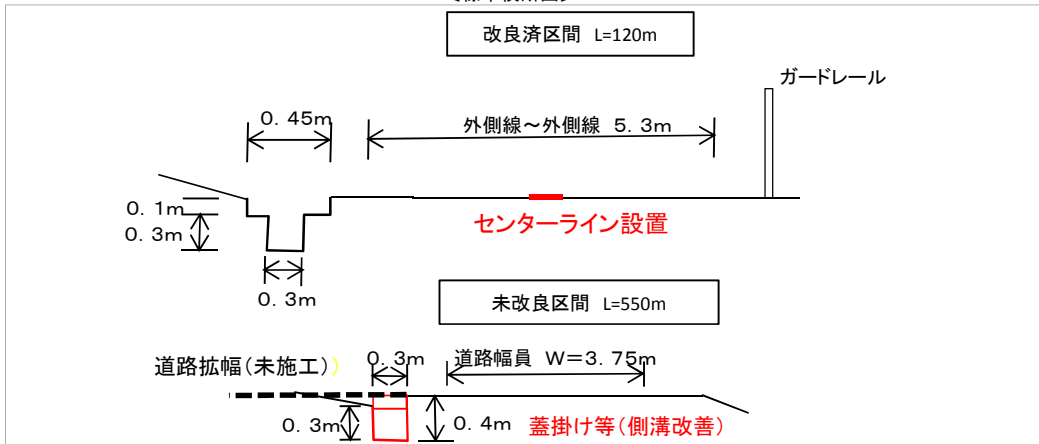 改良済区間 L=120m
ガードレール
0.45m
外側線～外側線 5.3m
0.1m
0.3m
センターライン設置
0.3m
未改良区間 L=550m
道路拡幅(未施工))
0.3m
道路幅員 W=3.75m
0.3m
0.4m
蓋掛け等(側溝改善)